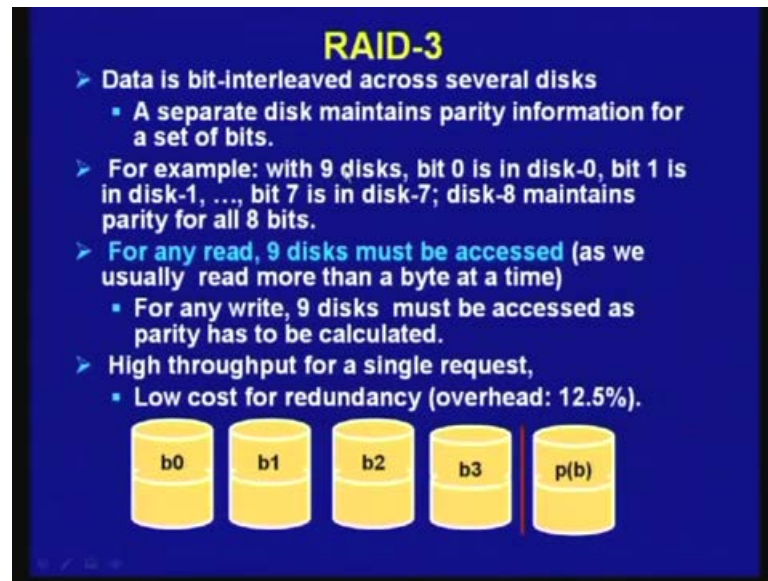 RAID-3
Data is bit-interleaved across several disks
A separate disk maintains parity information for
a set of bits.
For example: with 9 disks, bit 0 is in disk-0, bit 1 is
in disk-1, ..., bit 7 is in disk-7; disk-8 maintains
parity for all 8 bits.
For any read, 9 disks must be accessed (as we
usually read more than a byte at a time)
For any write, 9 disks must be accessed as
parity has to be calculated.
High throughput for a single request,
Low cost for redundancy (overhead: 12.5%).
b0 b1 b2 b3 p(b)